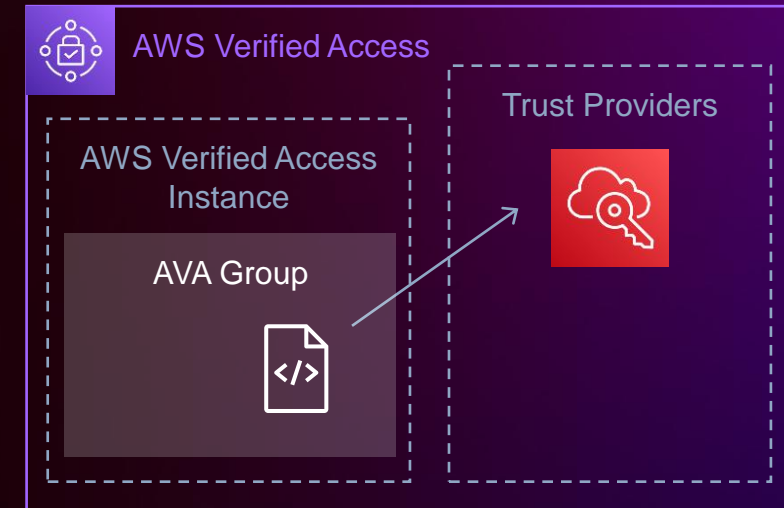 AWS Verified Access
Trust Providers
AWS Verified Access
Instance
AVA Group
</>